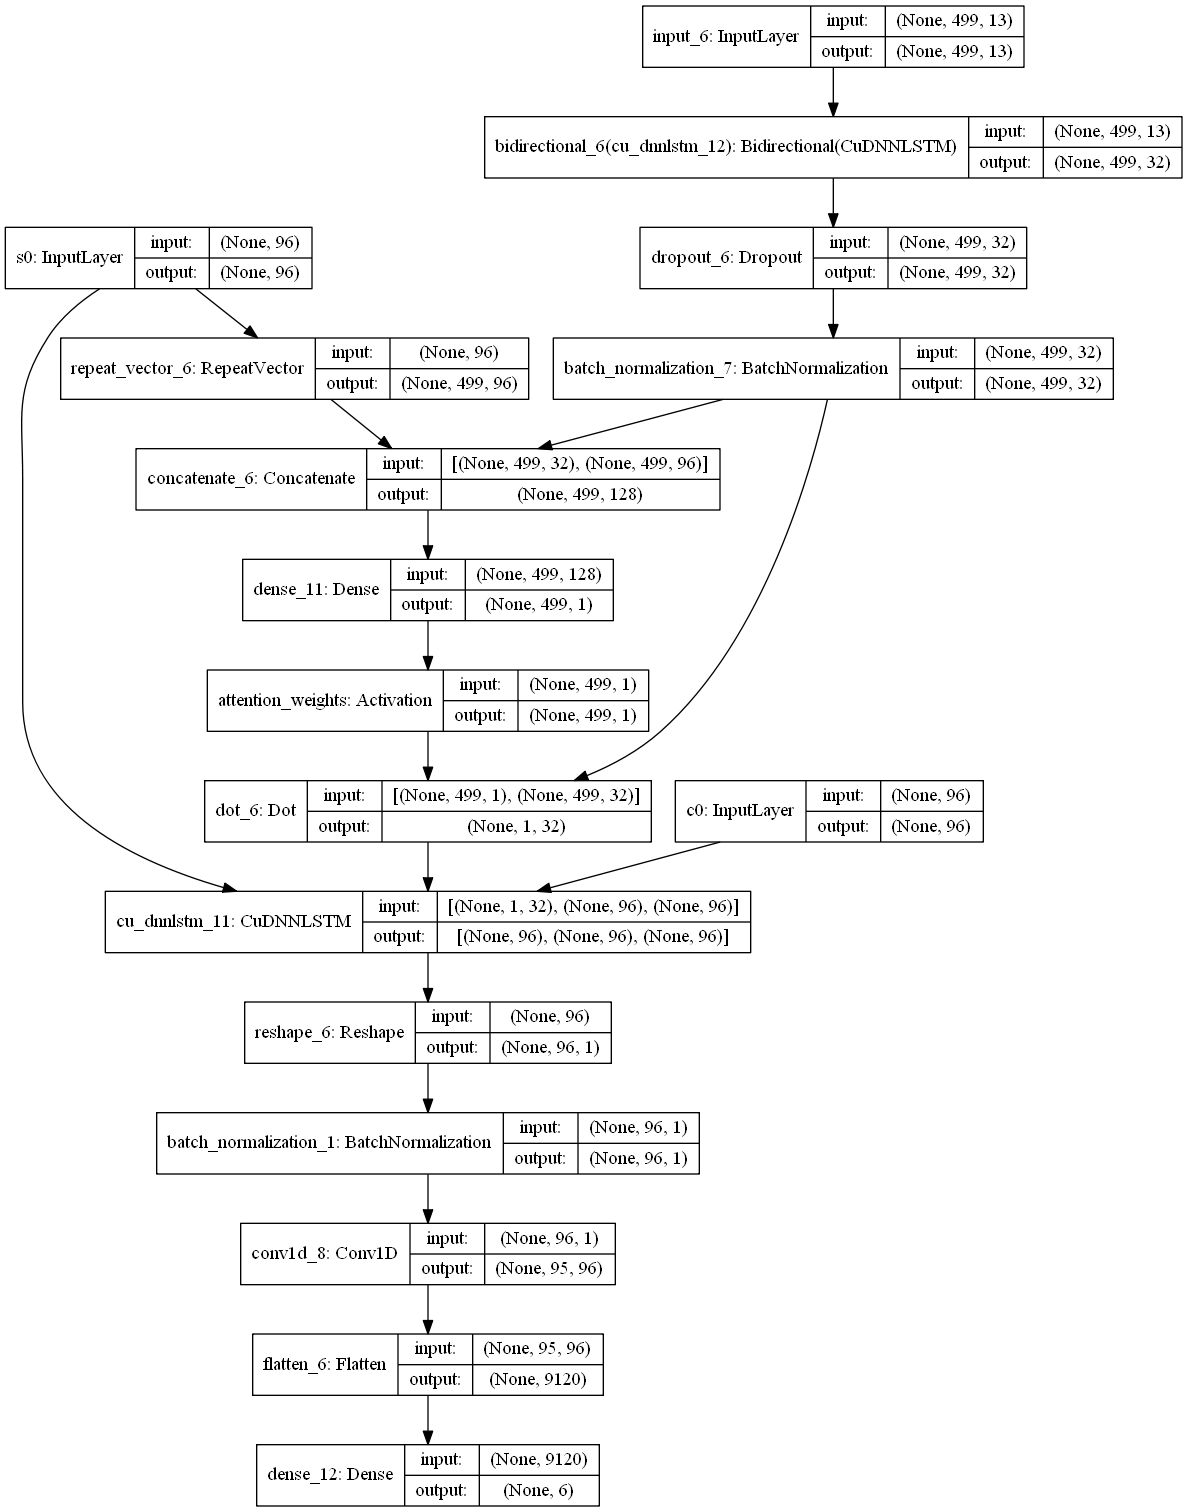 input_6: InputLayer
input: (None, 499, 13)
output: (None, 499, 13)
bidirectional_6(cu_dnnlstm_12): Bidirectional(CuDNNLSTM)
input: (None, 499, 13)
output: (None, 499, 32)
s0: InputLayer
input: (None, 96)
output: (None, 96)
dropout_6: Dropout
input: (None, 499, 32)
output: (None, 499, 32)
repeat_vector_6: RepeatVector
input: (None, 96)
output: (None, 499, 96)
batch_normalization_7: BatchNormalization
input: (None, 499, 32)
output: (None, 499, 32)
concatenate_6: Concatenate
input: [(None, 499, 32), (None, 499, 96)]
output: (None, 499, 128)
dense_11: Dense
input: (None, 499, 128)
output: (None, 499, 1)
attention_weights: Activation
input: (None, 499, 1)
output: (None, 499, 1)
dot_6: Dot
input: [(None, 499, 1), (None, 499, 32)]
output: (None, 1, 32)
c0: InputLayer
input: (None, 96)
output: (None, 96)
cu_dnnlstm_11: CuDNNLSTM
input: [(None, 1, 32), (None, 96), (None, 96)]
output: [(None, 96), (None, 96), (None, 96)]
reshape_6: Reshape
input: (None, 96)
output: (None, 96, 1)
batch_normalization_1: BatchNormalization
input: (None, 96, 1)
output: (None, 96, 1)
conv1d_8: Conv1D
input: (None, 96, 1)
output: (None, 95, 96)
flatten_6: Flatten
input: (None, 95, 96)
output: (None, 9120)
dense_12: Dense
input: (None, 9120)
output: (None, 6)